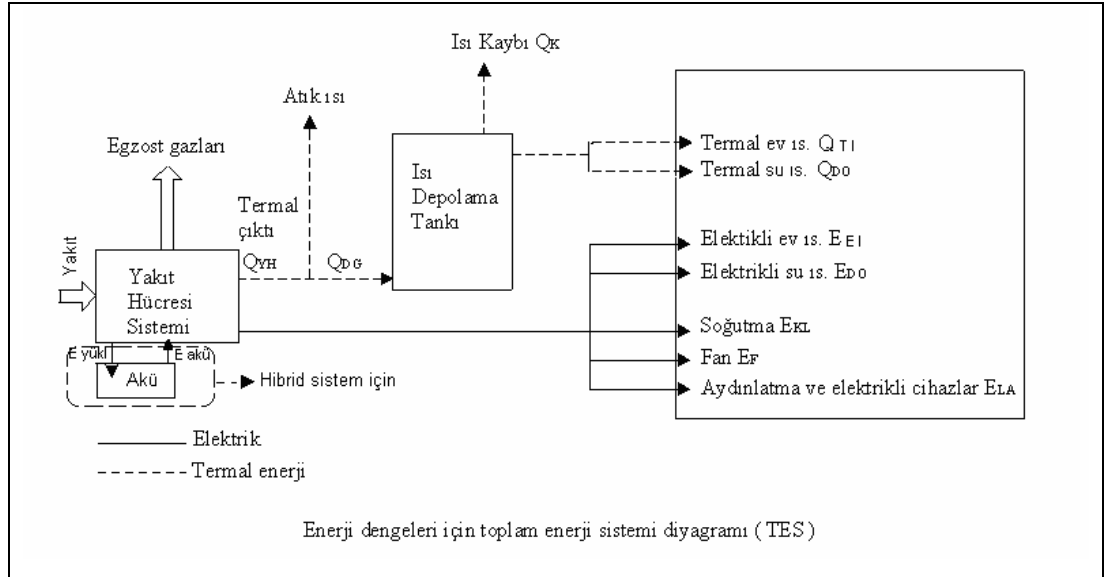 Isı Kaybı QK
Atık ısı
Egzost gazları
Termal
çıktı
QYH
QDG
Isı
Depolama
Tankı
Yakıt
Yakıt
Hücresi
Sistemi
E yükl
E akü
Akü
Hibrid sistem için
Termal ev ıs. QTI
Termal su ıs. QDO
Elektikli ev ıs. EEI
Elektrikli su ıs. EDO
Soğutma EKL
Fan EF
Aydınlatma ve elektrikli cihazlar ELA
Elektrik
Termal enerji
Enerji dengeleri için toplam enerji sistemi diyagramı ( TES )